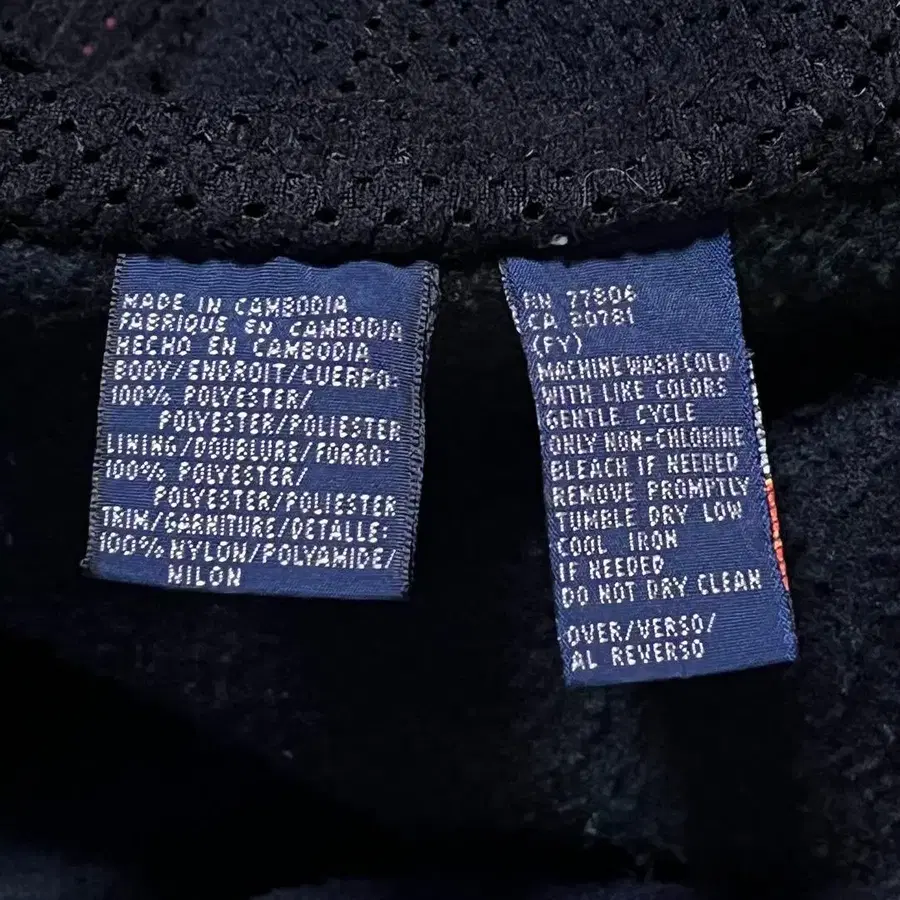 MADE IN CAMBODIA
FABRIQUE EN CAMBODIA
HECHO EN CAMBODIA
BODY/ENDROIT/CUERPO:
100% POLYESTER/
POLYESTER/POLIESTER
LINING/DOUBLURE/FORRO:
100% POLYESTER/
POLYESTER/POLIESTER
TRIM/GARNITURE/DETALLE:
100% NYLON/POLYAMIDE/
NILON
RN 77806
CA 20781
(FY)
MACHINE WASH COLD
WITH LIKE COLORS
GENTLE CYCLE
ONLY NON-CHLORINE
BLEACH IF NEEDED
REMOVE PROMPTLY
TUMBLE DRY LOW
COOL IRON
IF NEEDED
DO NOT DRY CLEAN
OVER/VERSO/
AL REVERSO